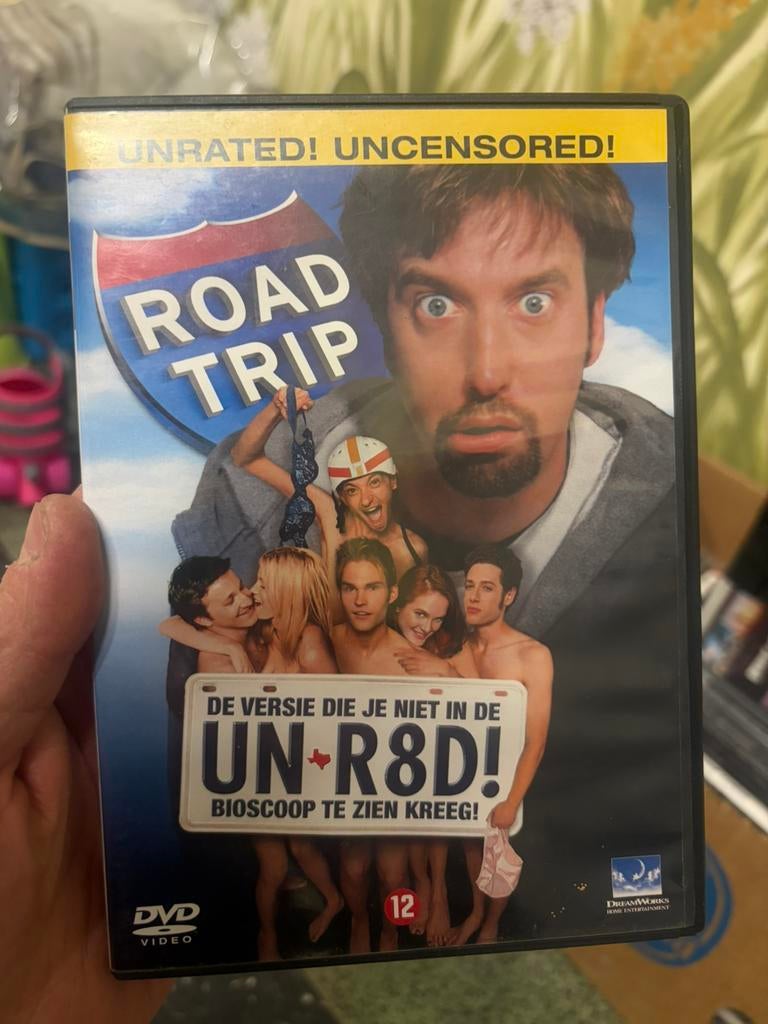 UNRATED! UNCENSORED!
ROAD
TRIP
DE VERSIE DIE JE NIET IN DE
UN R8D!
BIOSCOOP TE ZIEN KREEG!
DVD
VIDEO
12
DREAMWORKS
HOME ENTERTAINMENT